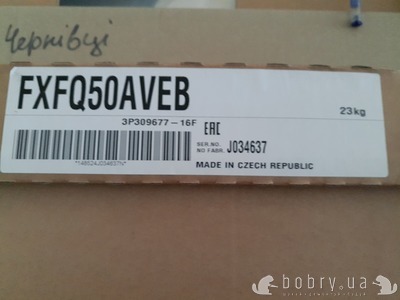 Чернівці
FXFQ50AVEB
23kg
3P309677-16F
EAC
SER.NO.
NO FABR. J034637
MADE IN CZECH REPUBLIC
bobry.ua